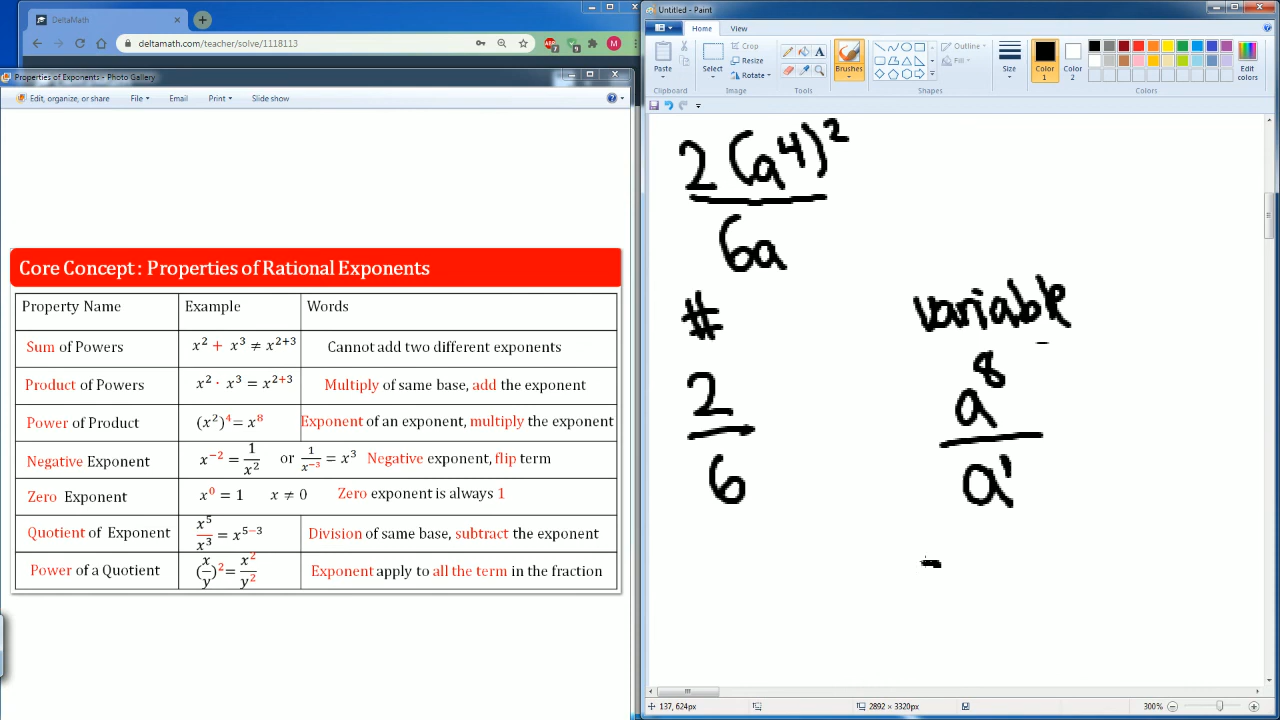 DeltaMath
deltamath.com/teacher/solve/1118113
Properties of Exponents - Photo Gallery
Edit, organize, or share File Email Print Slide show
Core Concept : Properties of Rational Exponents
Property Name Example Words
Sum of Powers x² + x³ ≠ x²⁺³ Cannot add two different exponents
Product of Powers x² · x³ = x²⁺³ Multiply of same base, add the exponent
Power of Product (x²)⁴= x⁸ Exponent of an exponent, multiply the exponent
Negative Exponent x⁻² = 1/x² or 1/x⁻³ = x³ Negative exponent, flip term
Zero Exponent x⁰ = 1 x ≠ 0 Zero exponent is always 1
Quotient of Exponent x⁵/x³ = x⁵⁻³ Division of same base, subtract the exponent
Power of a Quotient (x/y)²= x²/y² Exponent apply to all the term in the fraction
Untitled - Paint
Home View
Paste Select Crop Resize Rotate Brushes Outline Fill Size Color 1 Color 2 Edit colors
Clipboard Image Tools Shapes Colors
2(a⁴)²
6a
# variable
2 a⁸
6 a¹
137, 624px 2892 × 3320px 300%